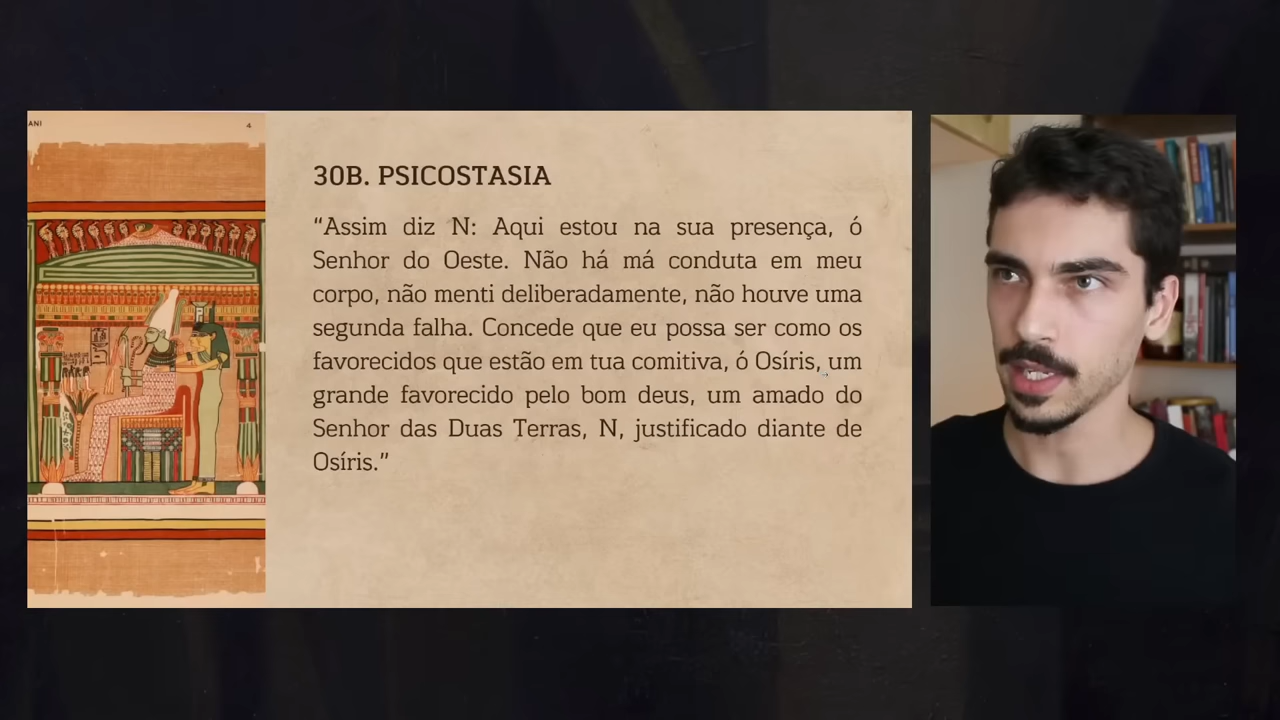 ANI
4
30B. PSICOSTASIA
“Assim diz N: Aqui estou na sua presença, ó
Senhor do Oeste. Não há má conduta em meu
corpo, não menti deliberadamente, não houve uma
segunda falha. Concede que eu possa ser como os
favorecidos que estão em tua comitiva, ó Osíris, um
grande favorecido pelo bom deus, um amado do
Senhor das Duas Terras, N, justificado diante de
Osíris.”